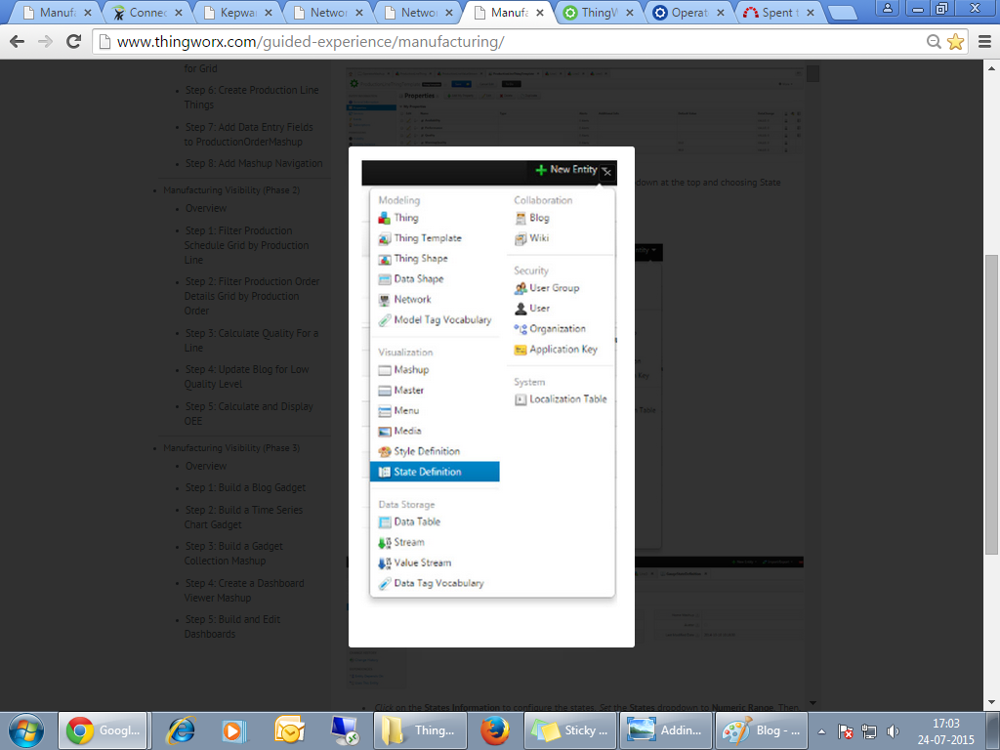 Manufa
Connec
Kepwar
Networ
Networ
Manufa
ThingW
Operat
Spent t
www.thingworx.com/guided-experience/manufacturing/
for Grid
Step 6: Create Production Line
Things
Step 7: Add Data Entry Fields
to ProductionOrderMashup
Step 8: Add Mashup Navigation
Manufacturing Visibility (Phase 2)
Overview
Step 1: Filter Production
Schedule Grid by Production
Line
Step 2: Filter Production Order
Details Grid by Production
Order
Step 3: Calculate Quality For a
Line
Step 4: Update Blog for Low
Quality Level
Step 5: Calculate and Display
OEE
Manufacturing Visibility (Phase 3)
Overview
Step 1: Build a Blog Gadget
Step 2: Build a Time Series
Chart Gadget
Step 3: Build a Gadget
Collection Mashup
Step 4: Create a Dashboard
Viewer Mashup
Step 5: Build and Edit
Dashboards
Properties
down at the top and choosing State
New Entity
Modeling
Thing
Thing Template
Thing Shape
Data Shape
Network
Model Tag Vocabulary
Visualization
Mashup
Master
Menu
Media
Style Definition
State Definition
Data Storage
Data Table
Stream
Value Stream
Data Tag Vocabulary
Collaboration
Blog
Wiki
Security
User Group
User
Organization
Application Key
System
Localization Table
Click on the States Information to configure the states. Set the States dropdown to Numeric Range. Then,
Googl...
Thing...
Sticky ...
Addin...
Blog - ...
17:03
24-07-2015